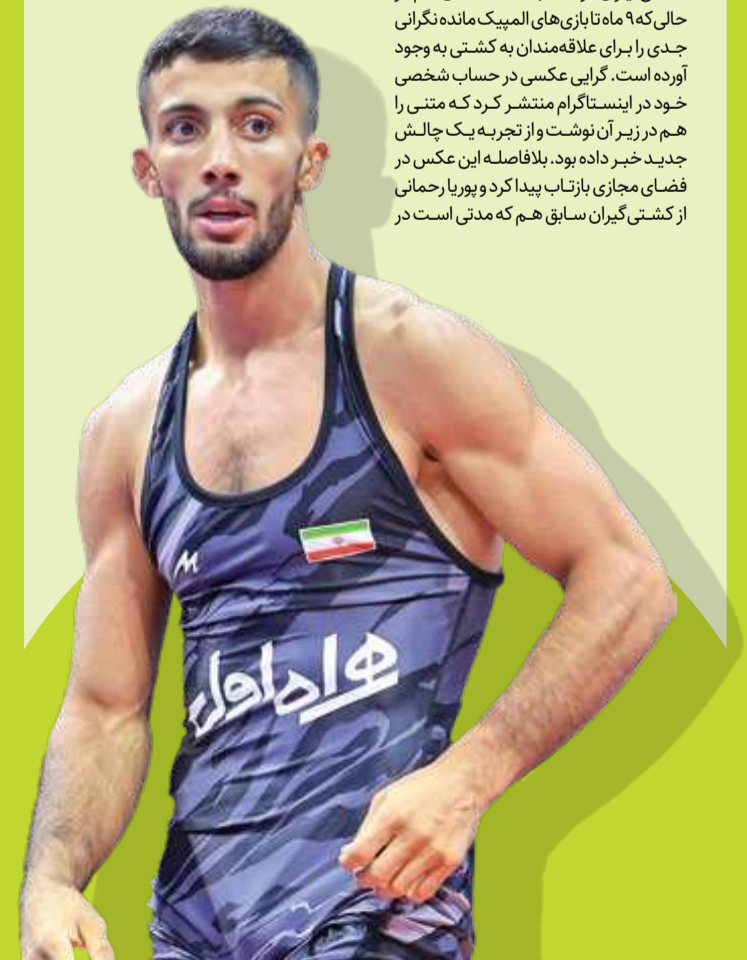 حالی‌که ۹ ماه تا بازی‌های المپیک مانده نگرانی
جدی را برای علاقه‌مندان به کشتی به وجود
آورده است. گرایی عکسی در حساب شخصی
خود در اینستاگرام منتشر کرد که متنی را
هم در زیر آن نوشت و از تجربه یک چالش
جدید خبر داده بود. بلافاصله این عکس در
فضای مجازی بازتاب پیدا کرد و پوریا رحمانی
از کشتی‌گیران سابق هم که مدتی است در
همراه اول